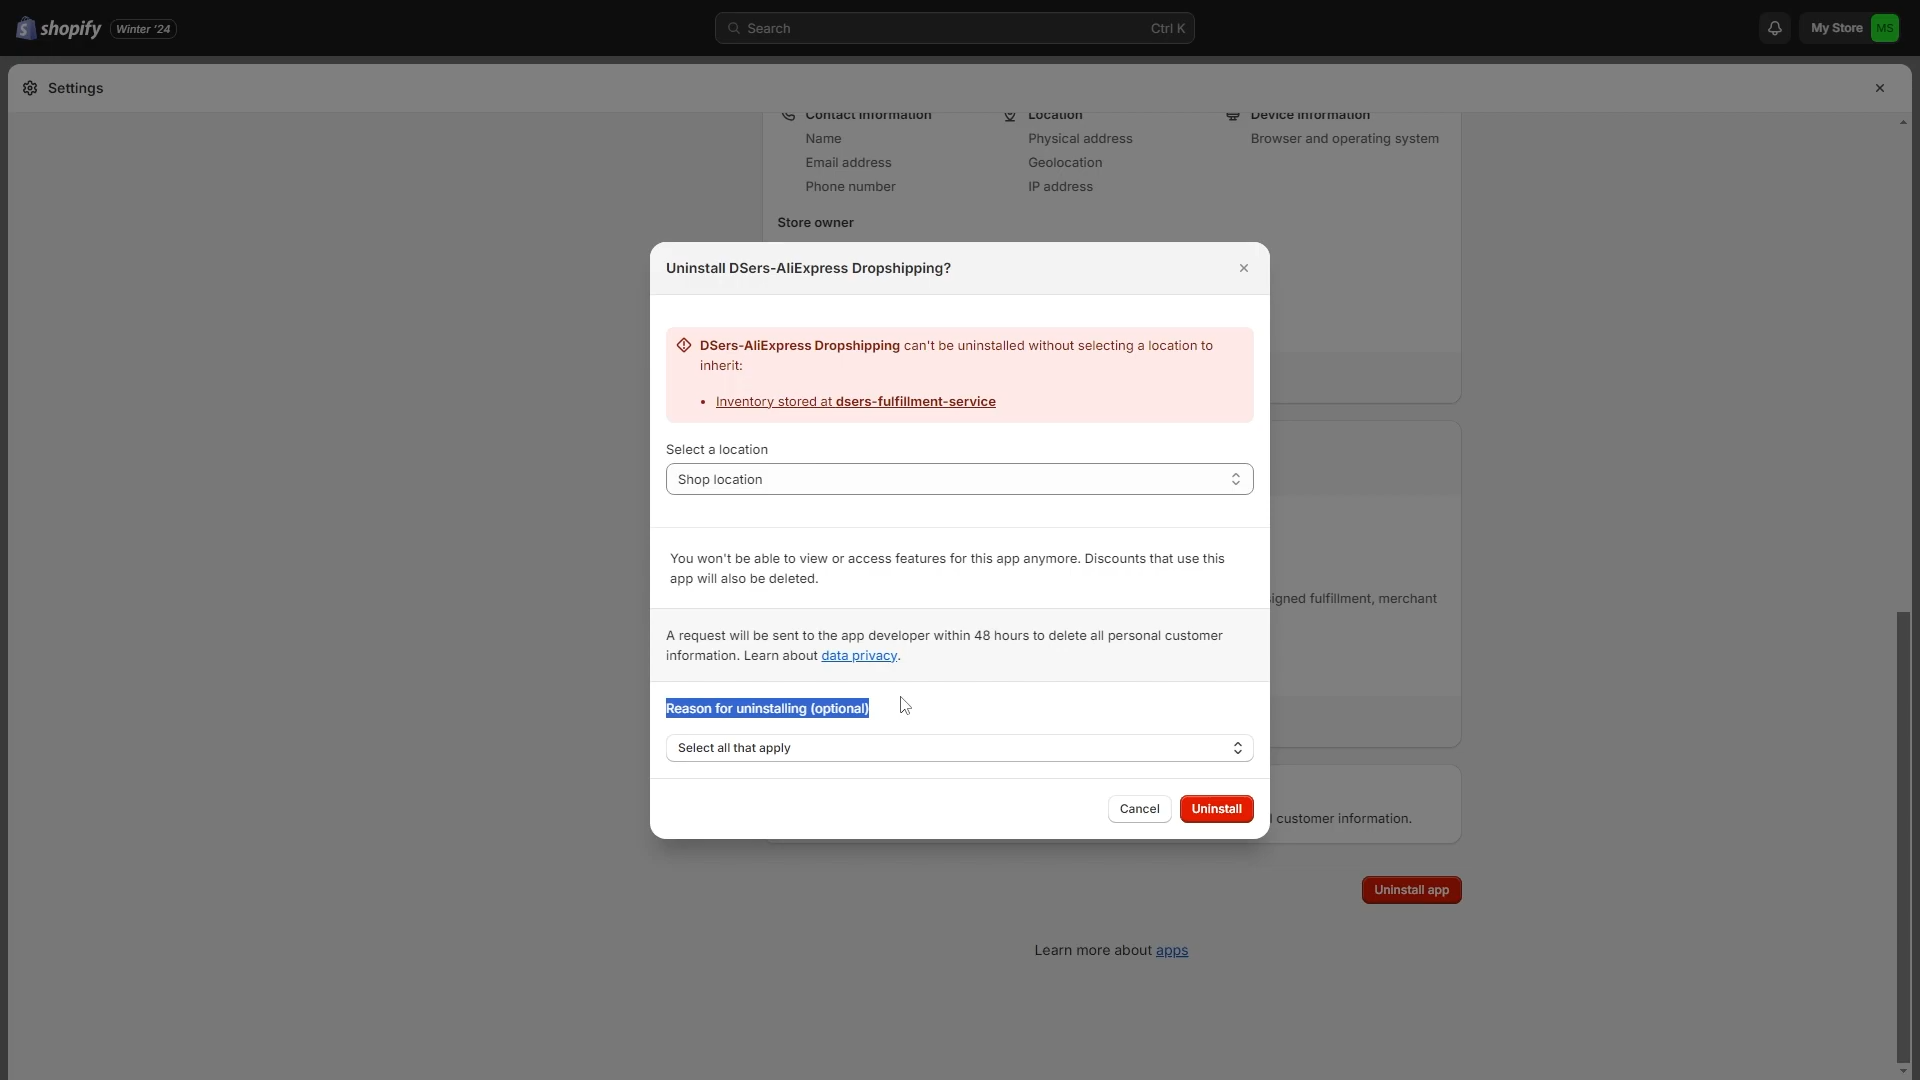 shopify Winter '24
Search Ctrl K
My Store MS
Settings
Contact information Location Device information
Name Physical address Browser and operating system
Email address Geolocation
Phone number IP address
Store owner
Uninstall DSers-AliExpress Dropshipping?
DSers-AliExpress Dropshipping can't be uninstalled without selecting a location to
inherit:
• Inventory stored at dsers-fulfillment-service
Select a location
Shop location
You won't be able to view or access features for this app anymore. Discounts that use this
app will also be deleted.
igned fulfillment, merchant
A request will be sent to the app developer within 48 hours to delete all personal customer
information. Learn about data privacy.
Reason for uninstalling (optional)
Select all that apply
Cancel Uninstall
customer information.
Uninstall app
Learn more about apps